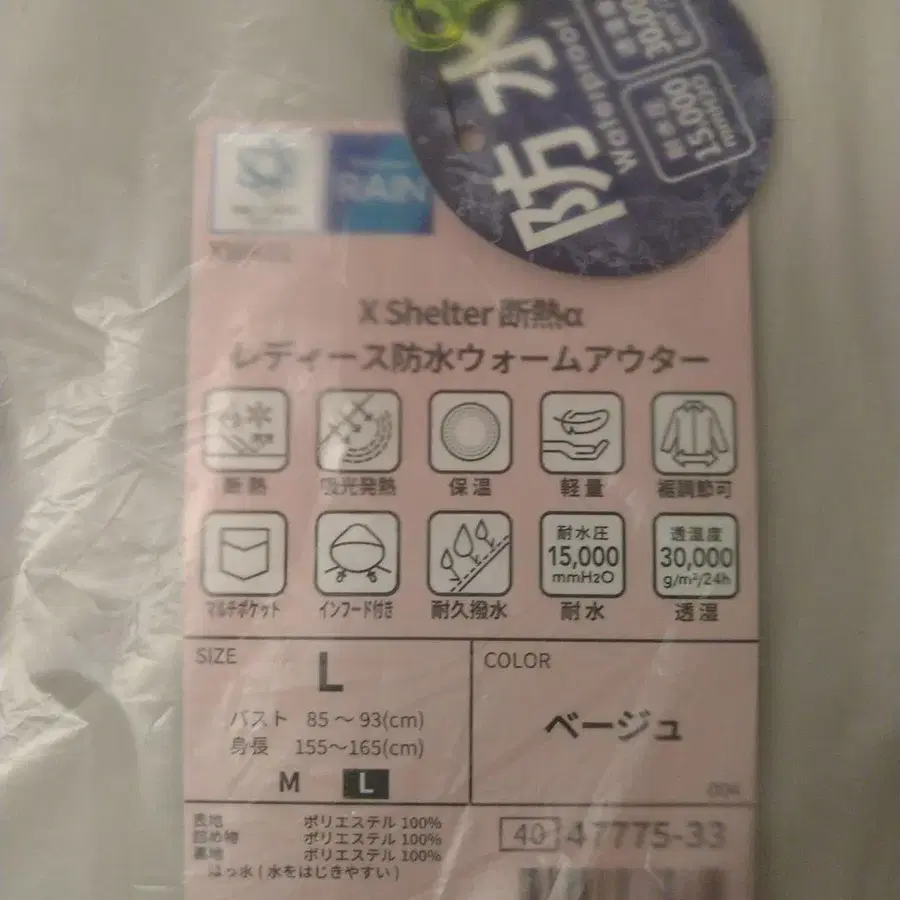 防水
Waterproof
30,000
耐水圧
15,000
mmH2O
RAIN
X Shelter 断熱α
レディース防水ウォームアウター
断熱
吸光発熱
保温
軽量
裾調節可
耐水圧
15,000
mmH2O
透湿度
30,000
g/m²/24h
マルチポケット
インフード付き
耐久撥水
耐水
透湿
SIZE
L
バスト 85～93(cm)
身長 155～165(cm)
M L
COLOR
ベージュ
004
表地 ポリエステル 100%
詰め物 ポリエステル 100%
裏地 ポリエステル 100%
はっ水 ( 水をはじきやすい )
40 47775-33